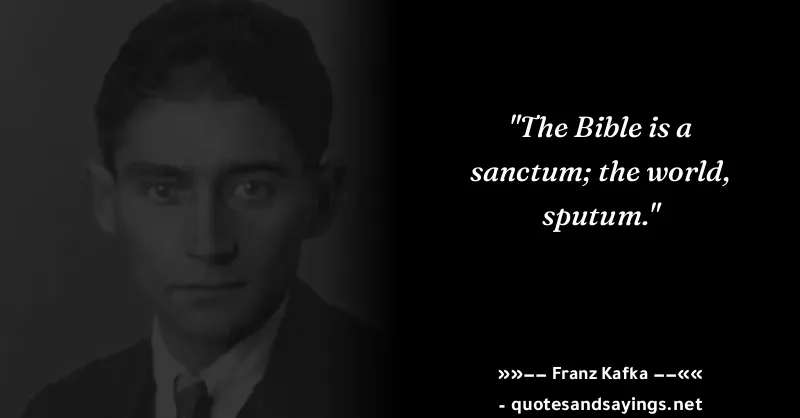 "The Bible is a
sanctum; the world,
sputum."
»»–– Franz Kafka ––««
- quotesandsayings.net